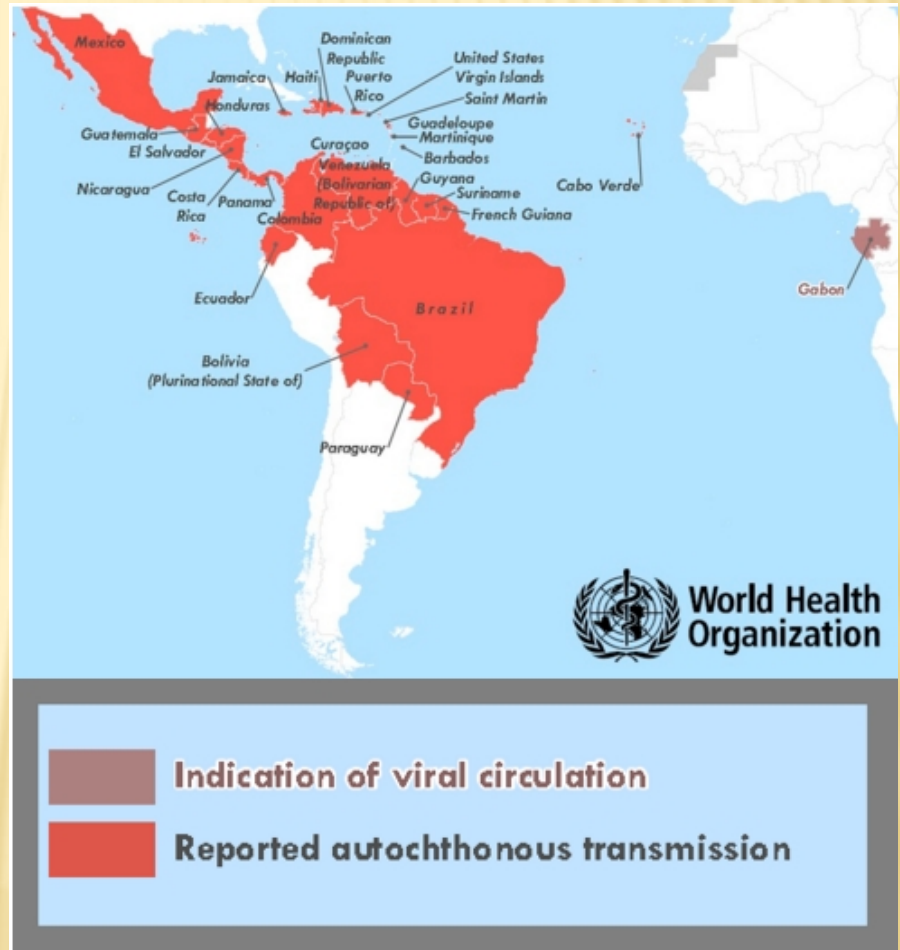 Mexico
Dominican
Republic
Jamaica
Haiti
Puerto
Rico
United States
Virgin Islands
Saint Martin
Honduras
Guadeloupe
Martinique
Guatemala
El Salvador
Curaçao
Barbados
Venezuela
(Bolivarian
Republic of)
Guyana
Nicaragua
Suriname
Cabo Verde
Costa
Rica
Panama
Colombia
French Guiana
Gabon
Ecuador
Brazil
Bolivia
(Plurinational State of)
Paraguay
World Health
Organization
Indication of viral circulation
Reported autochthonous transmission